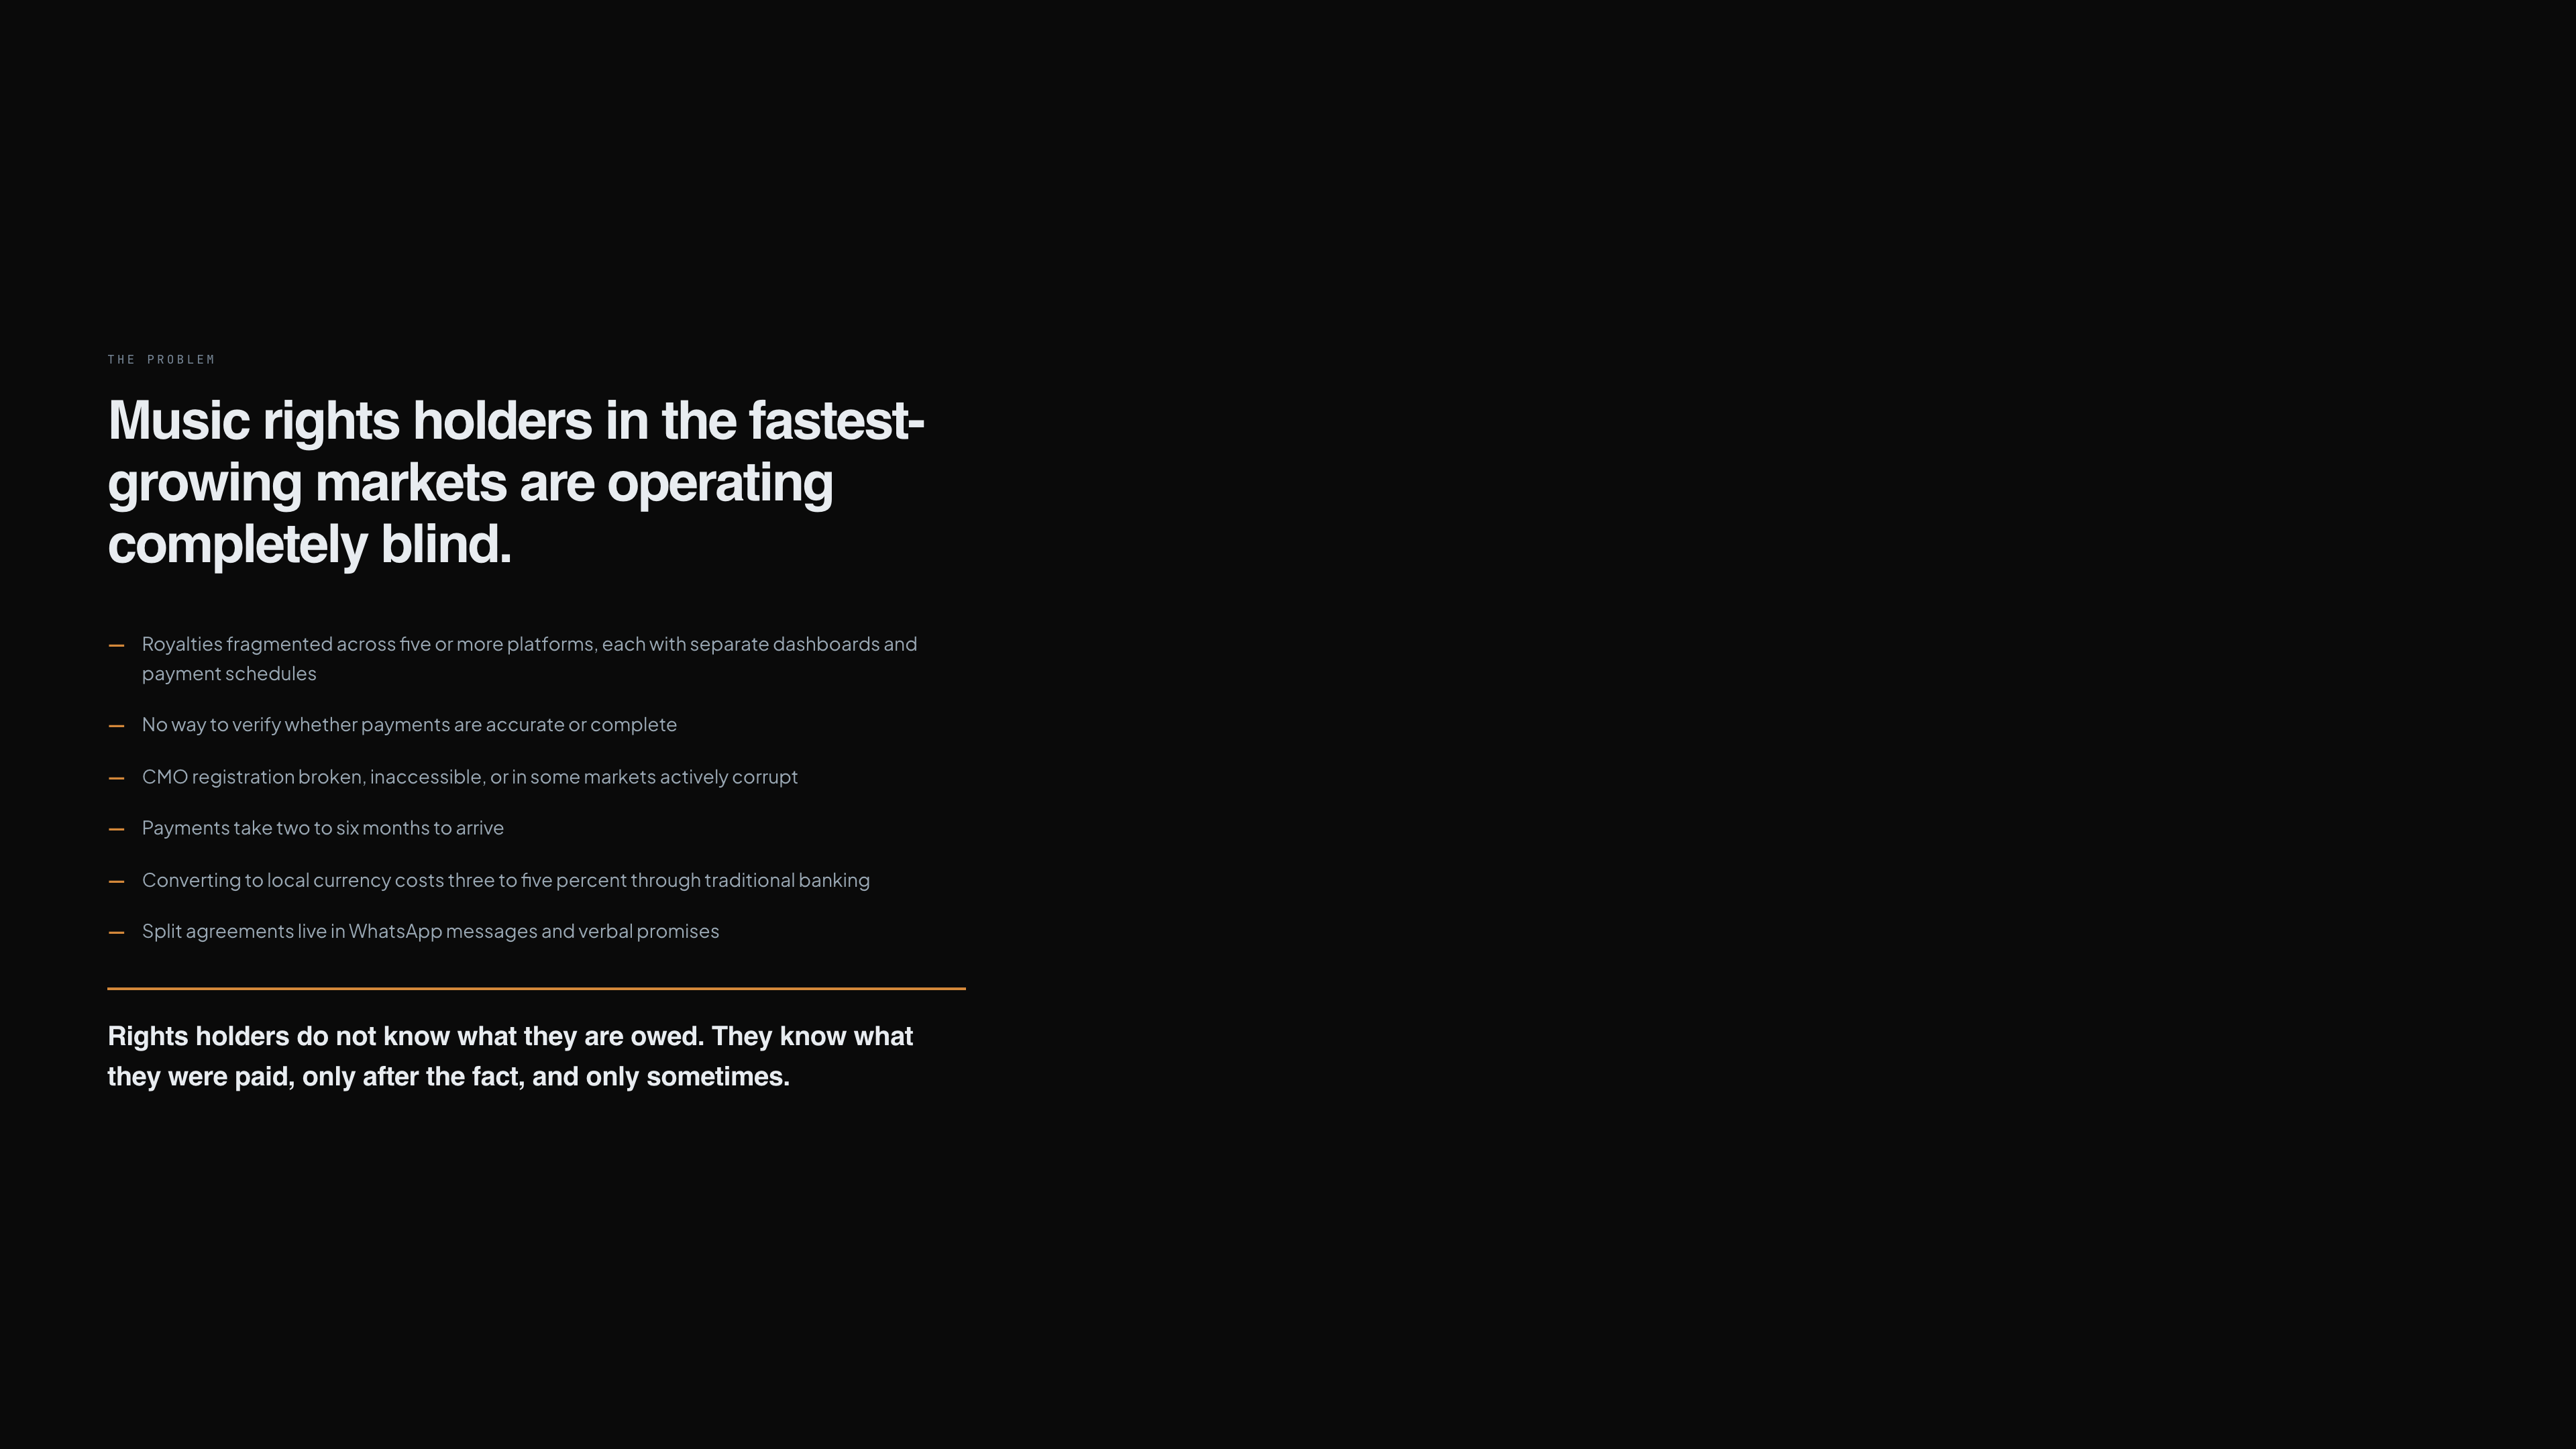 THE PROBLEM
Music rights holders in the fastest-
growing markets are operating
completely blind.
— Royalties fragmented across five or more platforms, each with separate dashboards and
payment schedules
— No way to verify whether payments are accurate or complete
— CMO registration broken, inaccessible, or in some markets actively corrupt
— Payments take two to six months to arrive
— Converting to local currency costs three to five percent through traditional banking
— Split agreements live in WhatsApp messages and verbal promises
Rights holders do not know what they are owed. They know what
they were paid, only after the fact, and only sometimes.